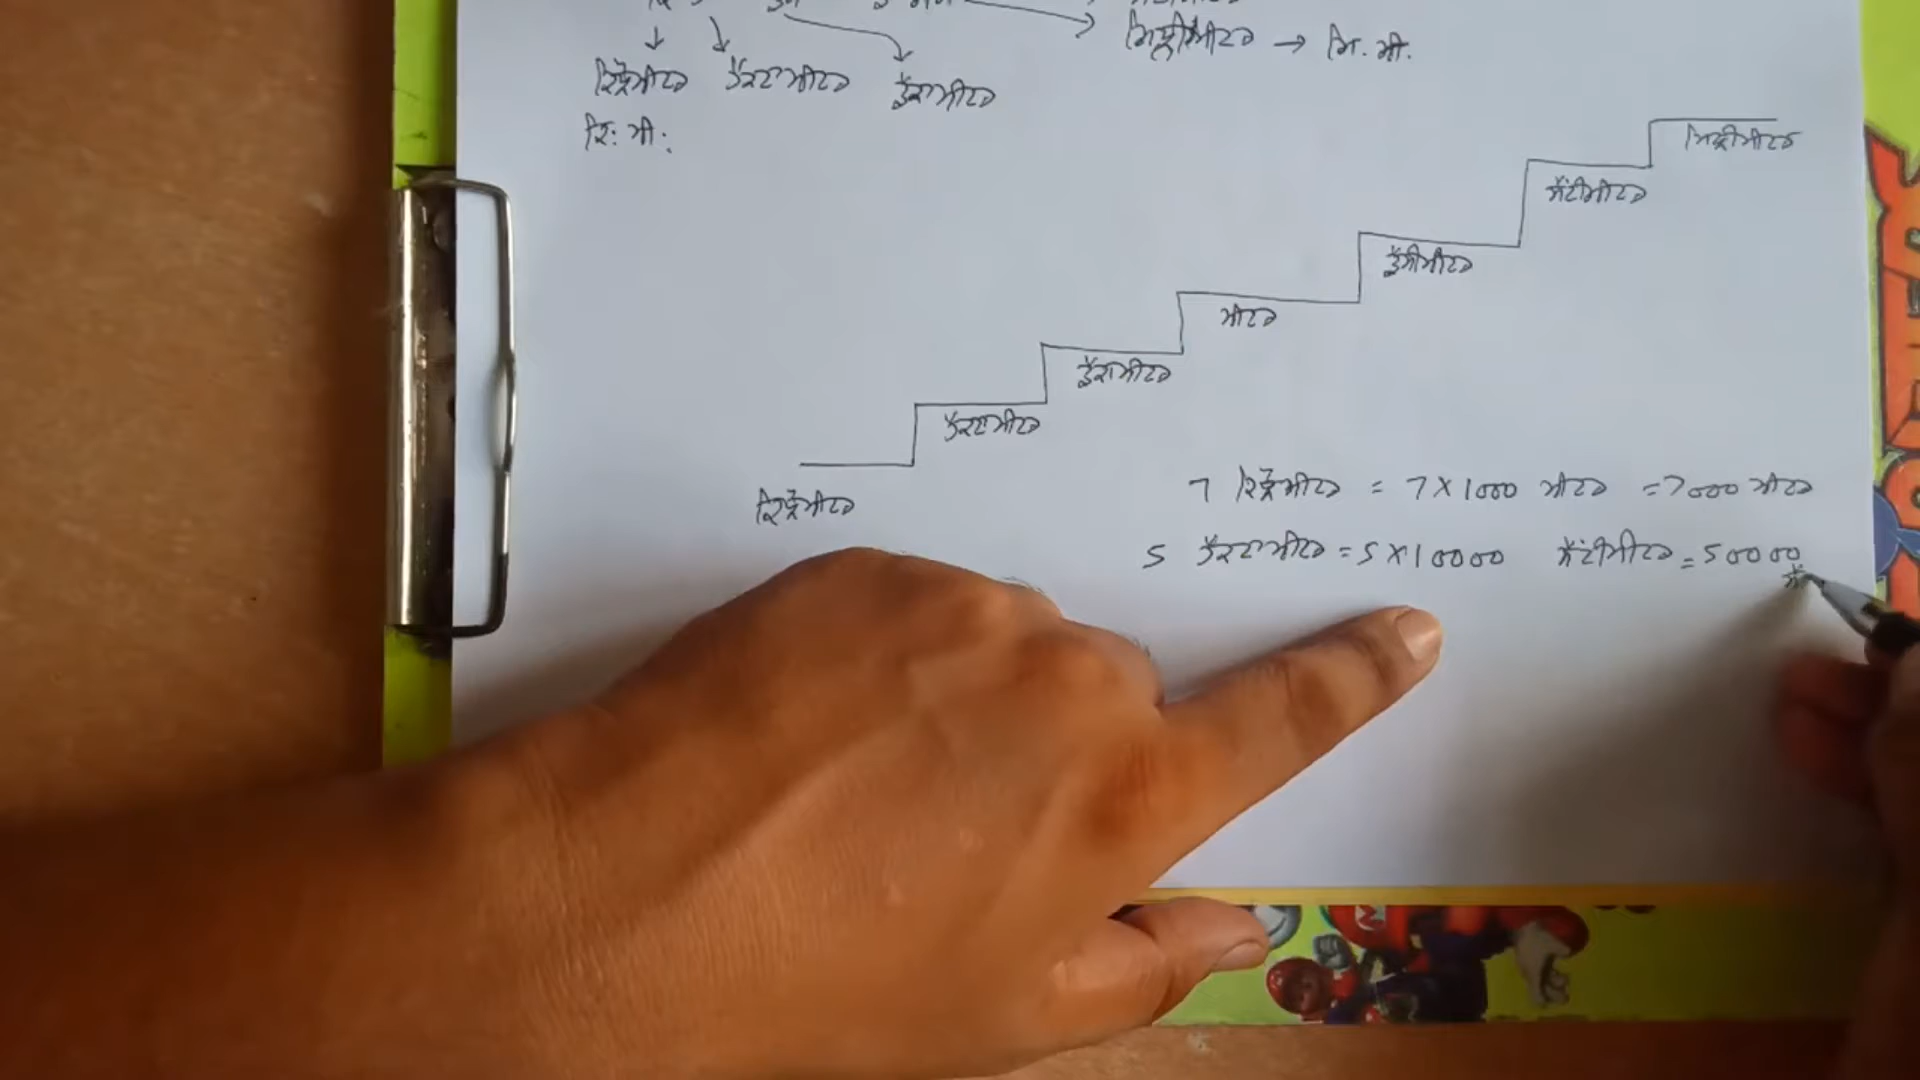 ਮਿਲੀਮੀਟਰ → ਮਿ. ਮੀ.
ਕਿਲੋਮੀਟਰ ਹੈਕਟਾਮੀਟਰ ਡੈਕਾਮੀਟਰ
ਕਿ: ਮੀ:
ਮਿਲੀਮੀਟਰ
ਸੈਂਟੀਮੀਟਰ
ਡੈਸੀਮੀਟਰ
ਮੀਟਰ
ਡੈਕਾਮੀਟਰ
ਹੈਕਟਾਮੀਟਰ
ਕਿਲੋਮੀਟਰ
7 ਕਿਲੋਮੀਟਰ = 7 × 1000 ਮੀਟਰ = 7000 ਮੀਟਰ
5 ਹੈਕਟਾਮੀਟਰ = 5 × 10000 ਸੈਂਟੀਮੀਟਰ = 50000
ਸੈਂ